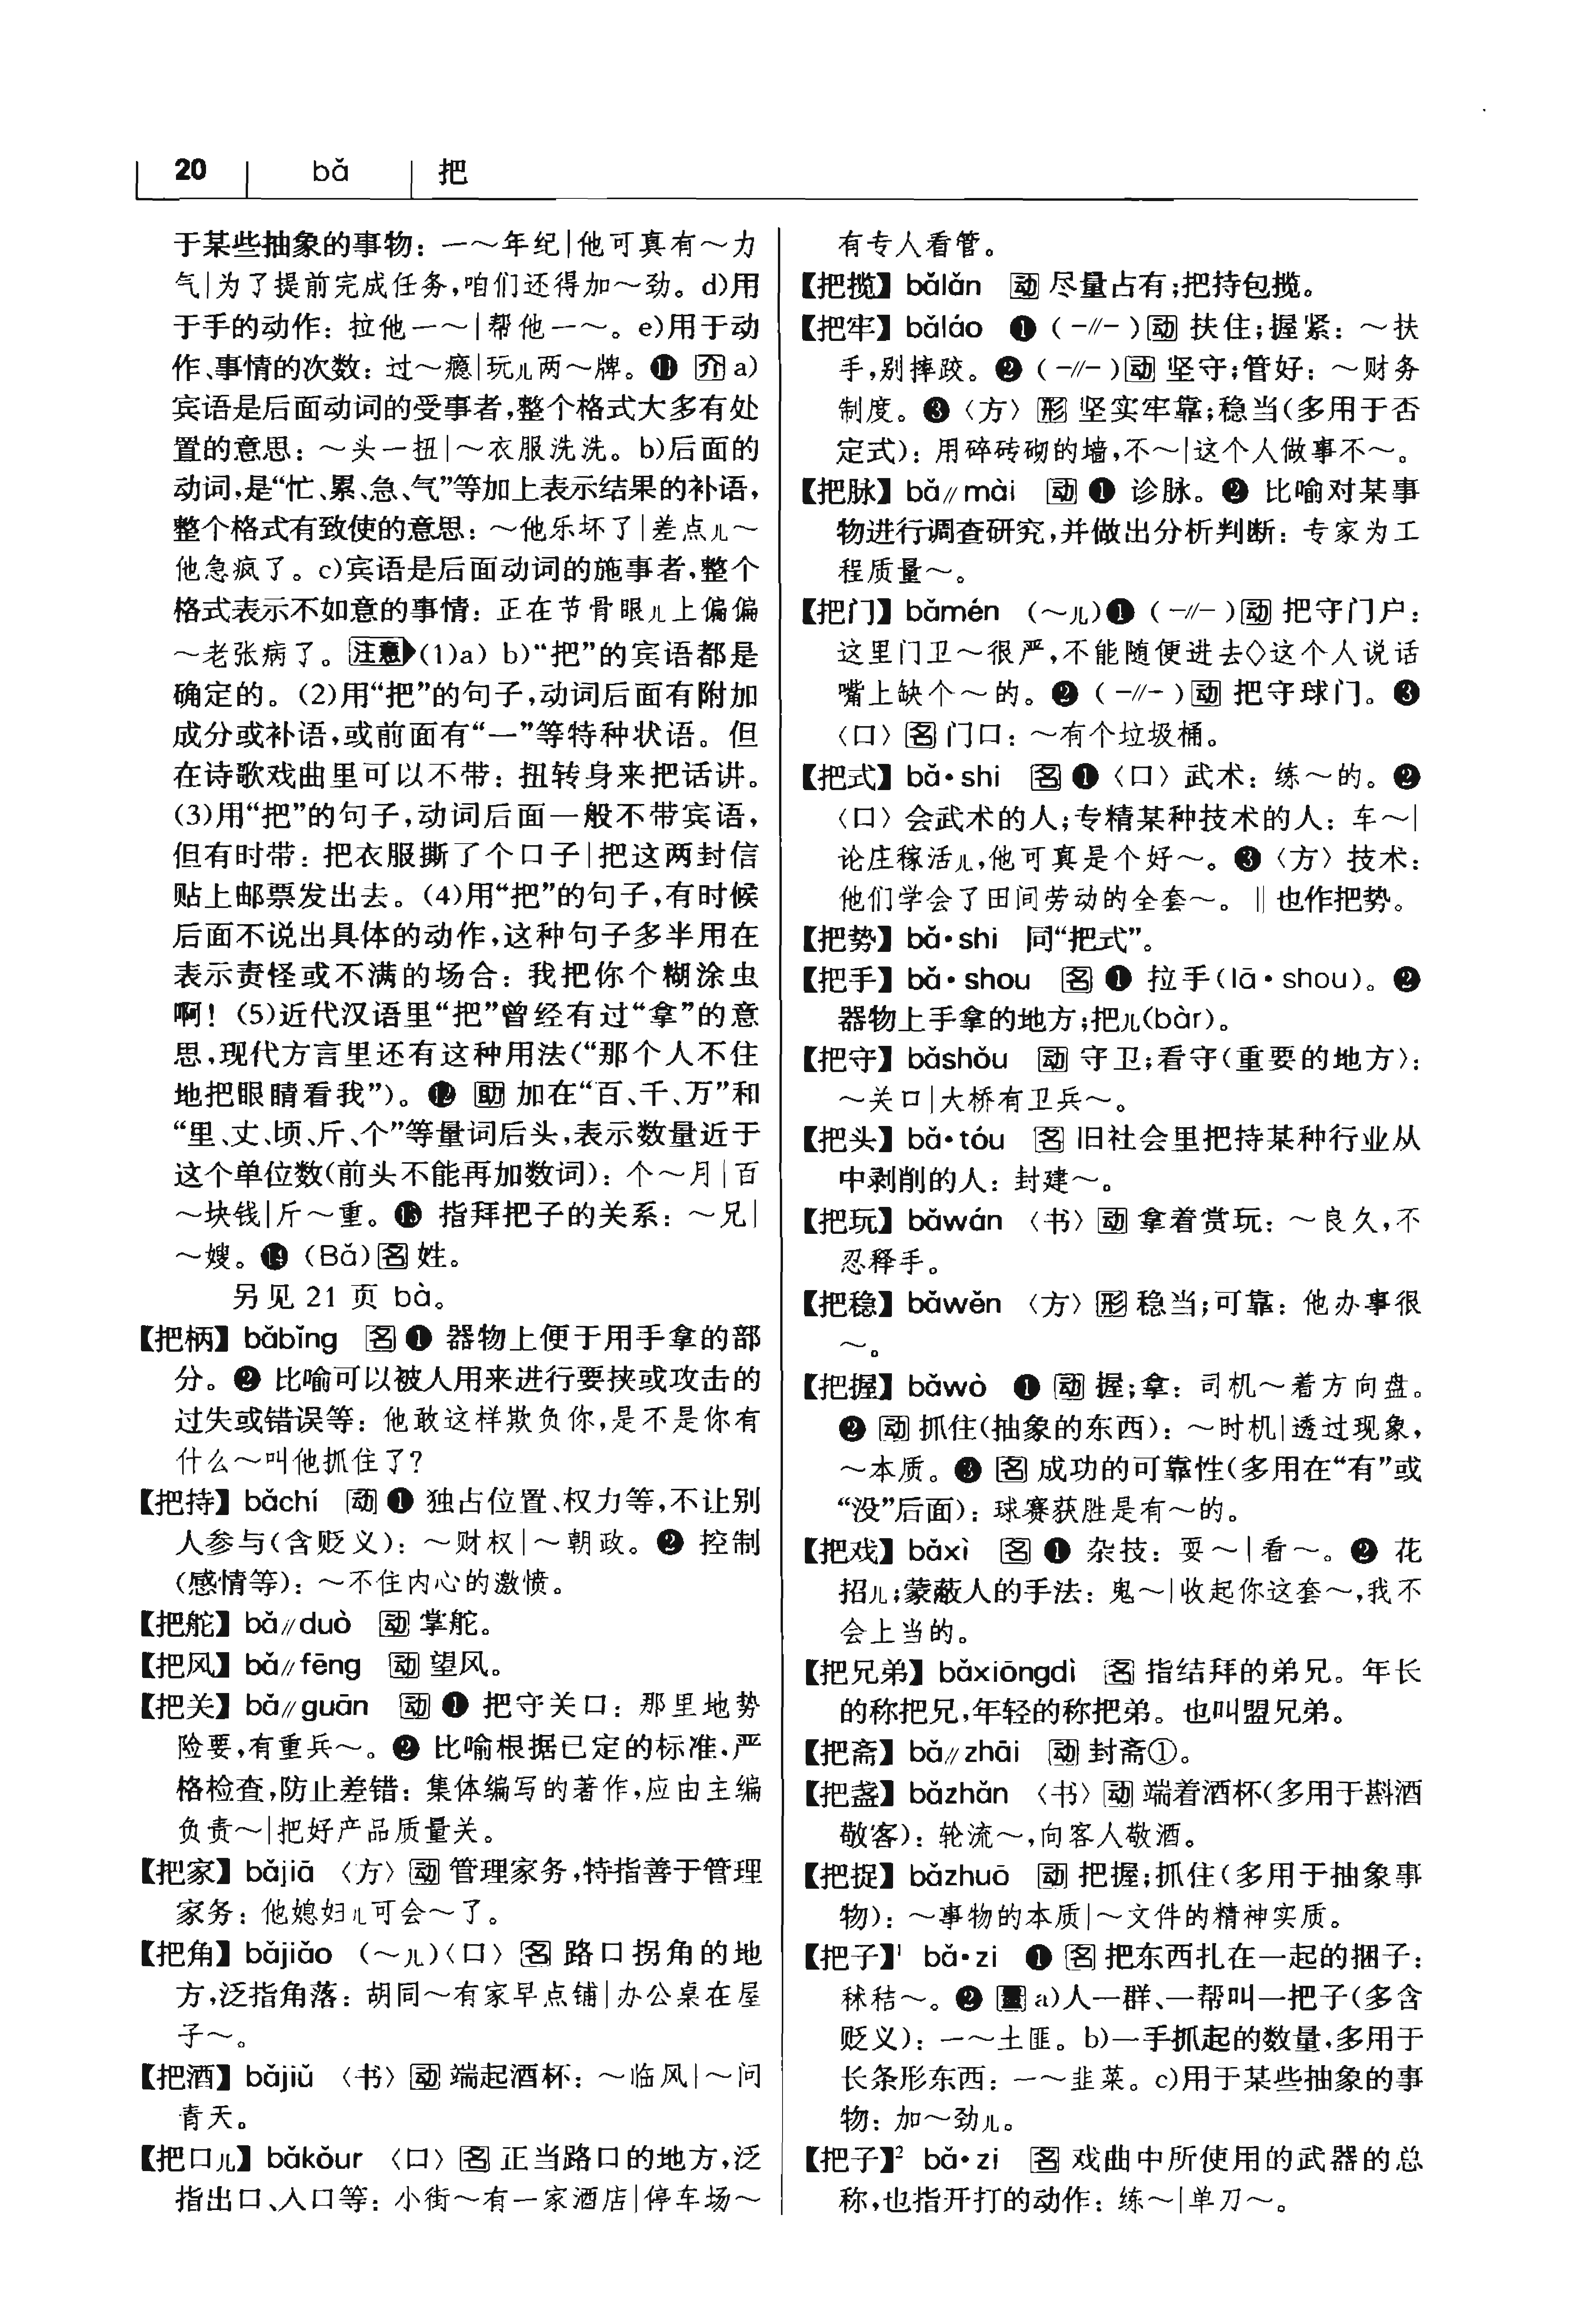 20 bǎ 把
于某些抽象的事物：一～年纪|他可真有～力
气|为了提前完成任务,咱们还得加～劲。d)用
于手的动作：拉他一～|帮他一～。e)用于动
作、事情的次数：过～瘾|玩儿两～牌。⓫ 介 a)
宾语是后面动词的受事者,整个格式大多有处
置的意思：～头一扭|～衣服洗洗。b)后面的
动词,是“忙、累、急、气”等加上表示结果的补语,
整个格式有致使的意思：～他乐坏了|差点儿～
他急疯了。c)宾语是后面动词的施事者,整个
格式表示不如意的事情：正在节骨眼儿上偏偏
～老张病了。注意(1)a) b)“把”的宾语都是
确定的。(2)用“把”的句子,动词后面有附加
成分或补语,或前面有“一”等特种状语。但
在诗歌戏曲里可以不带：扭转身来把话讲。
(3)用“把”的句子,动词后面一般不带宾语,
但有时带：把衣服撕了个口子|把这两封信
贴上邮票发出去。(4)用“把”的句子,有时候
后面不说出具体的动作,这种句子多半用在
表示责怪或不满的场合：我把你个糊涂虫
啊！(5)近代汉语里“把”曾经有过“拿”的意
思,现代方言里还有这种用法(“那个人不住
地把眼睛看我”)。⓬ 助 加在“百、千、万”和
“里、丈、顷、斤、个”等量词后头,表示数量近于
这个单位数(前头不能再加数词)：个～月|百
～块钱|斤～重。⓭ 指拜把子的关系：～兄|
～嫂。⓮ (Bǎ)名 姓。
另见 21 页 bà。
【把柄】bǎbǐng 名 ❶ 器物上便于用手拿的部
分。❷ 比喻可以被人用来进行要挟或攻击的
过失或错误等：他敢这样欺负你,是不是你有
什么～叫他抓住了？
【把持】bǎchí 动 ❶ 独占位置、权力等,不让别
人参与(含贬义)：～财权|～朝政。❷ 控制
(感情等)：～不住内心的激愤。
【把舵】bǎ∥duò 动 掌舵。
【把风】bǎ∥fēng 动 望风。
【把关】bǎ∥guān 动 ❶ 把守关口：那里地势
险要,有重兵～。❷ 比喻根据已定的标准,严
格检查,防止差错：集体编写的著作,应由主编
负责～|把好产品质量关。
【把家】bǎjiā 〈方〉动 管理家务,特指善于管理
家务：他媳妇儿可会～了。
【把角】bǎjiǎo (～儿)〈口〉名 路口拐角的地
方,泛指角落：胡同～有家早点铺|办公桌在屋
子～。
【把酒】bǎjiǔ 〈书〉动 端起酒杯：～临风|～问
青天。
【把口儿】bǎkǒur 〈口〉名 正当路口的地方,泛
指出口、入口等：小街～有一家酒店|停车场～
有专人看管。
【把揽】bǎlǎn 动 尽量占有;把持包揽。
【把牢】bǎláo ❶ (-∥-)动 扶住;握紧：～扶
手,别摔跤。❷ (-∥-)动 坚守;管好：～财务
制度。❸〈方〉形 坚实牢靠;稳当(多用于否
定式)：用碎砖砌的墙,不～|这个人做事不～。
【把脉】bǎ∥mài 动 ❶ 诊脉。❷ 比喻对某事
物进行调查研究,并做出分析判断：专家为工
程质量～。
【把门】bǎmén (～儿)❶ (-∥-)动 把守门户：
这里门卫～很严,不能随便进去◇这个人说话
嘴上缺个～的。❷ (-∥-)动 把守球门。❸
〈口〉名 门口：～有个垃圾桶。
【把式】bǎ·shi 名 ❶〈口〉武术：练～的。❷
〈口〉会武术的人;专精某种技术的人：车～|
论庄稼活儿,他可真是个好～。❸〈方〉技术：
他们学会了田间劳动的全套～。‖也作把势。
【把势】bǎ·shi 同“把式”。
【把手】bǎ·shou 名 ❶ 拉手(lā·shou)。❷
器物上手拿的地方;把儿(bàr)。
【把守】bǎshǒu 动 守卫;看守(重要的地方)：
～关口|大桥有卫兵～。
【把头】bǎ·tóu 名 旧社会里把持某种行业从
中剥削的人：封建～。
【把玩】bǎwán 〈书〉动 拿着赏玩：～良久,不
忍释手。
【把稳】bǎwěn 〈方〉形 稳当;可靠：他办事很
～。
【把握】bǎwò ❶ 动 握;拿：司机～着方向盘。
❷ 动 抓住(抽象的东西)：～时机|透过现象,
～本质。❸ 名 成功的可靠性(多用在“有”或
“没”后面)：球赛获胜是有～的。
【把戏】bǎxì 名 ❶ 杂技：耍～|看～。❷ 花
招儿;蒙蔽人的手法：鬼～|收起你这套～,我不
会上当的。
【把兄弟】bǎxiōngdì 名 指结拜的弟兄。年长
的称把兄,年轻的称把弟。也叫盟兄弟。
【把斋】bǎ∥zhāi 动 封斋①。
【把盏】bǎzhǎn 〈书〉动 端着酒杯(多用于斟酒
敬客)：轮流～,向客人敬酒。
【把捉】bǎzhuō 动 把握;抓住(多用于抽象事
物)：～事物的本质|～文件的精神实质。
【把子】¹ bǎ·zi ❶ 名 把东西扎在一起的捆子：
秫秸～。❷ 量 a)人一群、一帮叫一把子(多含
贬义)：一～土匪。b)一手抓起的数量,多用于
长条形东西：一～韭菜。c)用于某些抽象的事
物：加～劲儿。
【把子】² bǎ·zi 名 戏曲中所使用的武器的总
称,也指开打的动作：练～|单刀～。